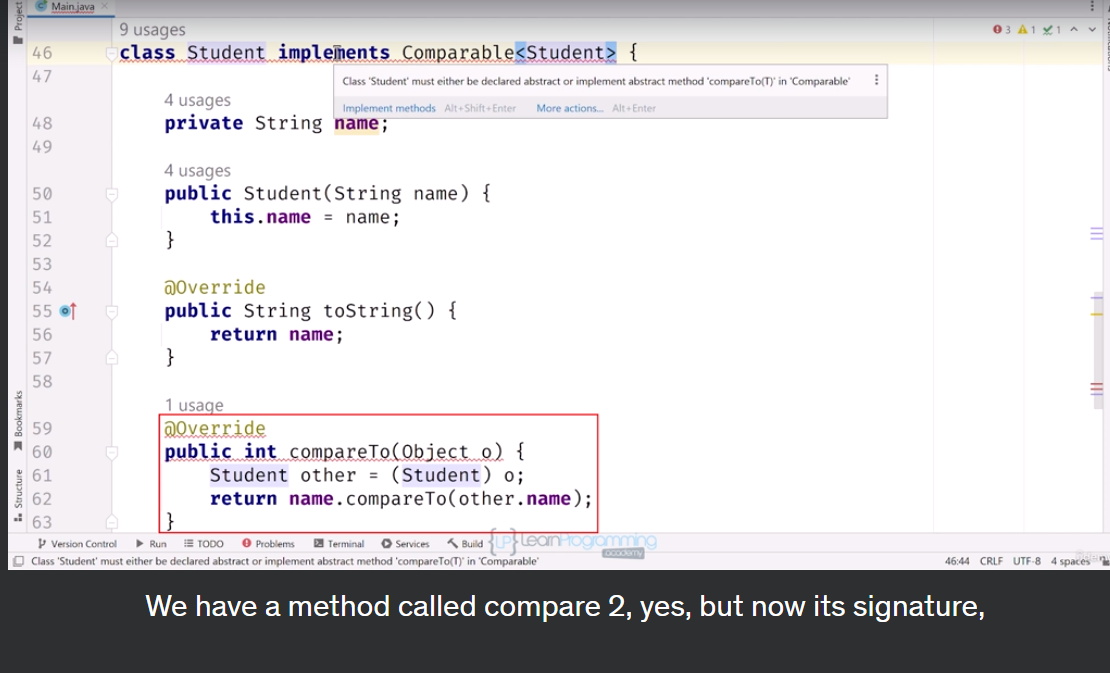 Project
Main.java
9 usages
3 1 1
46 class Student implements Comparable<Student> {
47
Class 'Student' must either be declared abstract or implement abstract method 'compareTo(T)' in 'Comparable'
Implement methods Alt+Shift+Enter More actions... Alt+Enter
4 usages
48 private String name;
49
4 usages
50 public Student(String name) {
51 this.name = name;
52 }
53
54 @Override
55 public String toString() {
56 return name;
57 }
58
1 usage
59 @Override
60 public int compareTo(Object o) {
61 Student other = (Student) o;
62 return name.compareTo(other.name);
63 }
Bookmarks
Structure
Version Control Run TODO Problems Terminal Services Build
{LP} LearnProgramming
academy
Class 'Student' must either be declared abstract or implement abstract method 'compareTo(T)' in 'Comparable' 46:44 CRLF UTF-8 4 spaces
We have a method called compare 2, yes, but now its signature,